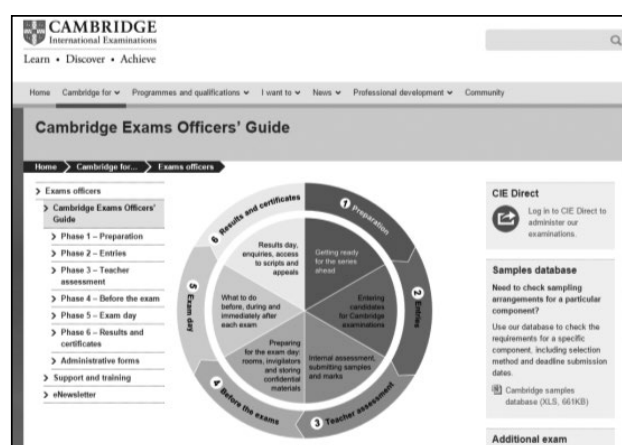 CAMBRIDGE
International Examinations
Learn • Discover • Achieve
Home Cambridge for Programmes and qualifications I want to News Professional development Community
Cambridge Exams Officers' Guide
Home Cambridge for... Exams officers
Exams officers
Cambridge Exams Officers'
Guide
Phase 1 – Preparation
Phase 2 – Entries
Phase 3 – Teacher
assessment
Phase 4 – Before the exam
Phase 5 – Exam day
Phase 6 – Results and
certificates
Administrative forms
Support and training
eNewsletter
1 Preparation
Getting ready
for the series
ahead
2 Entries
Entering
candidates
for Cambridge
examinations
3 Teacher assessment
Internal assessment,
submitting samples
and marks
4 Before the exams
Preparing
for the exam day:
rooms, invigilators
and storing
confidential
materials
5 Exam day
What to do
before, during and
immediately after
each exam
6 Results and certificates
Results day,
enquiries, access
to scripts and
appeals
CIE Direct
Log in to CIE Direct to
administer our
examinations.
Samples database
Need to check sampling
arrangements for a particular
component?
Use our database to check the
requirements for a specific
component, including selection
method and deadline submission
dates.
Cambridge samples
database (XLS, 661KB)
Additional exam